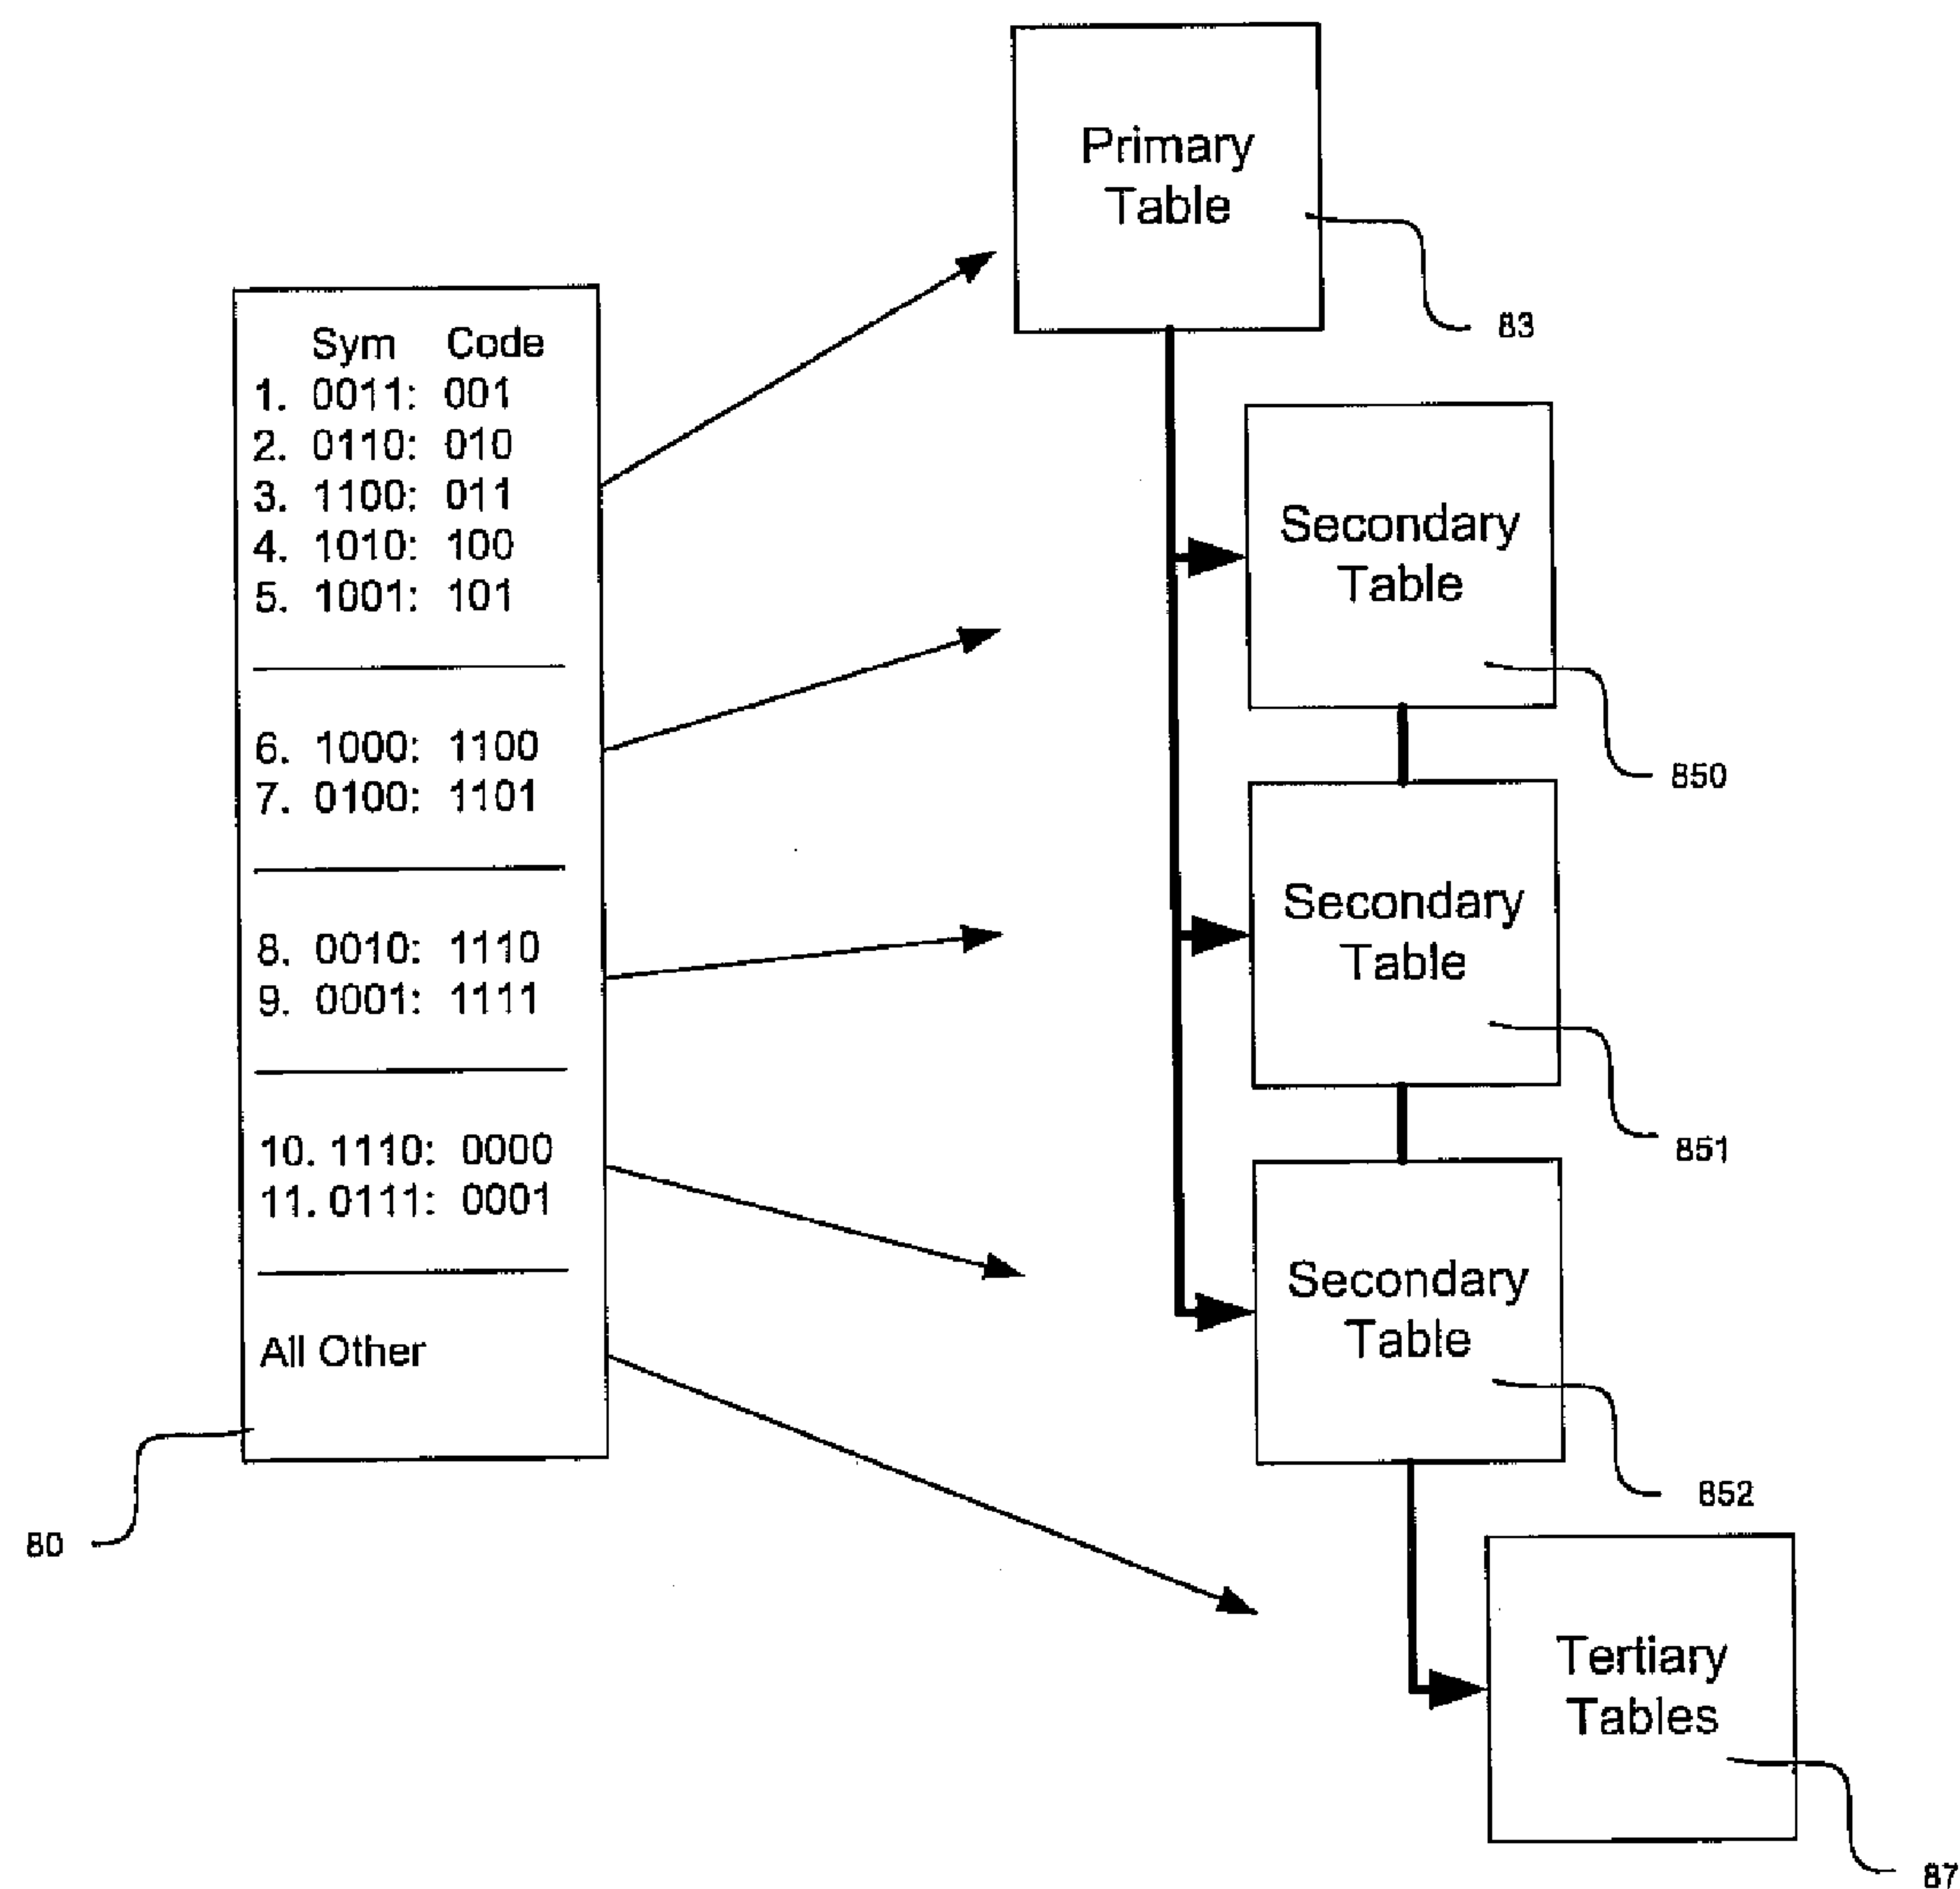 Primary
Table
83
Sym Code
1. 0011: 001
2. 0110: 010
3. 1100: 011
4. 1010: 100
5. 1001: 101
6. 1000: 1100
7. 0100: 1101
8. 0010: 1110
9. 0001: 1111
10. 1110: 0000
11. 0111: 0001
All Other
80
Secondary
Table
850
Secondary
Table
851
Secondary
Table
852
Tertiary
Tables
87